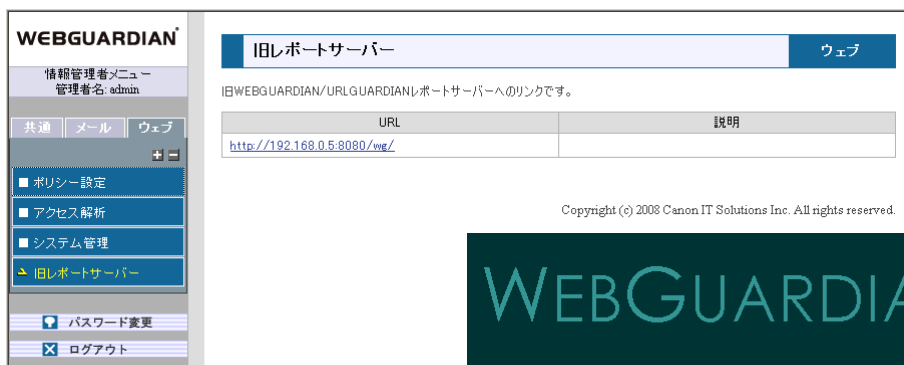 WEBGUARDIAN
情報管理者メニュー
管理者名: admin
共通 メール ウェブ
ポリシー設定
アクセス解析
システム管理
旧レポートサーバー
パスワード変更
ログアウト
旧レポートサーバー ウェブ
旧WEBGUARDIAN/URLGUARDIANレポートサーバーへのリンクです。
URL 説明
http://192.168.0.5:8080/wg/
Copyright (c) 2008 Canon IT Solutions Inc. All rights reserved.
WEBGUARDIA